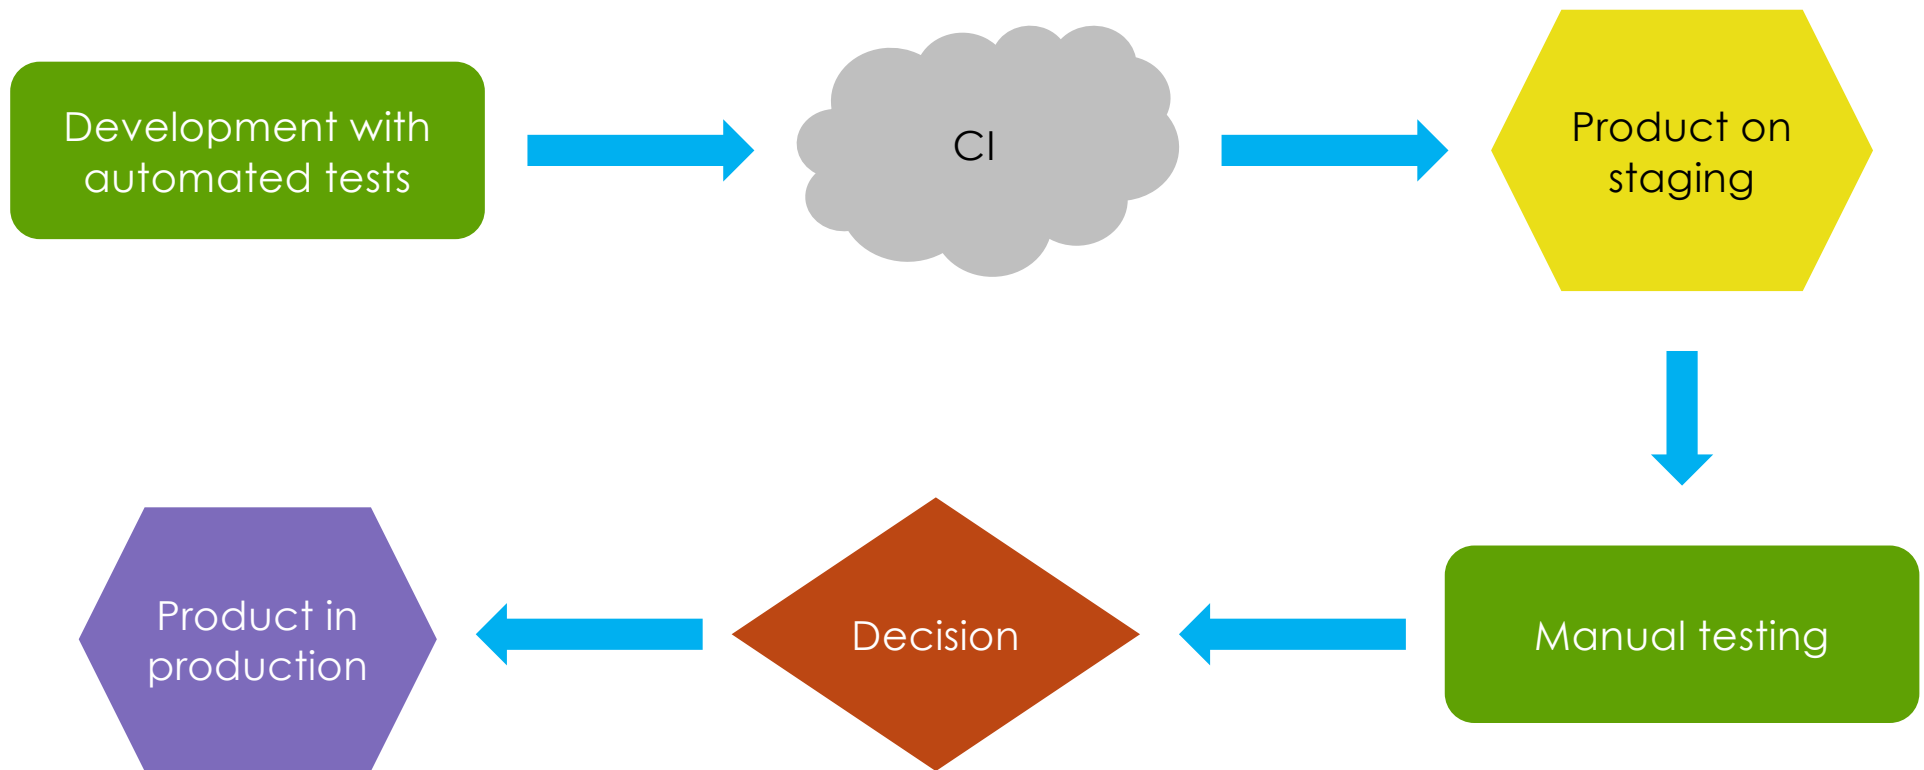 Development with
automated tests
CI
Product on
staging
Product in
production
Decision
Manual testing